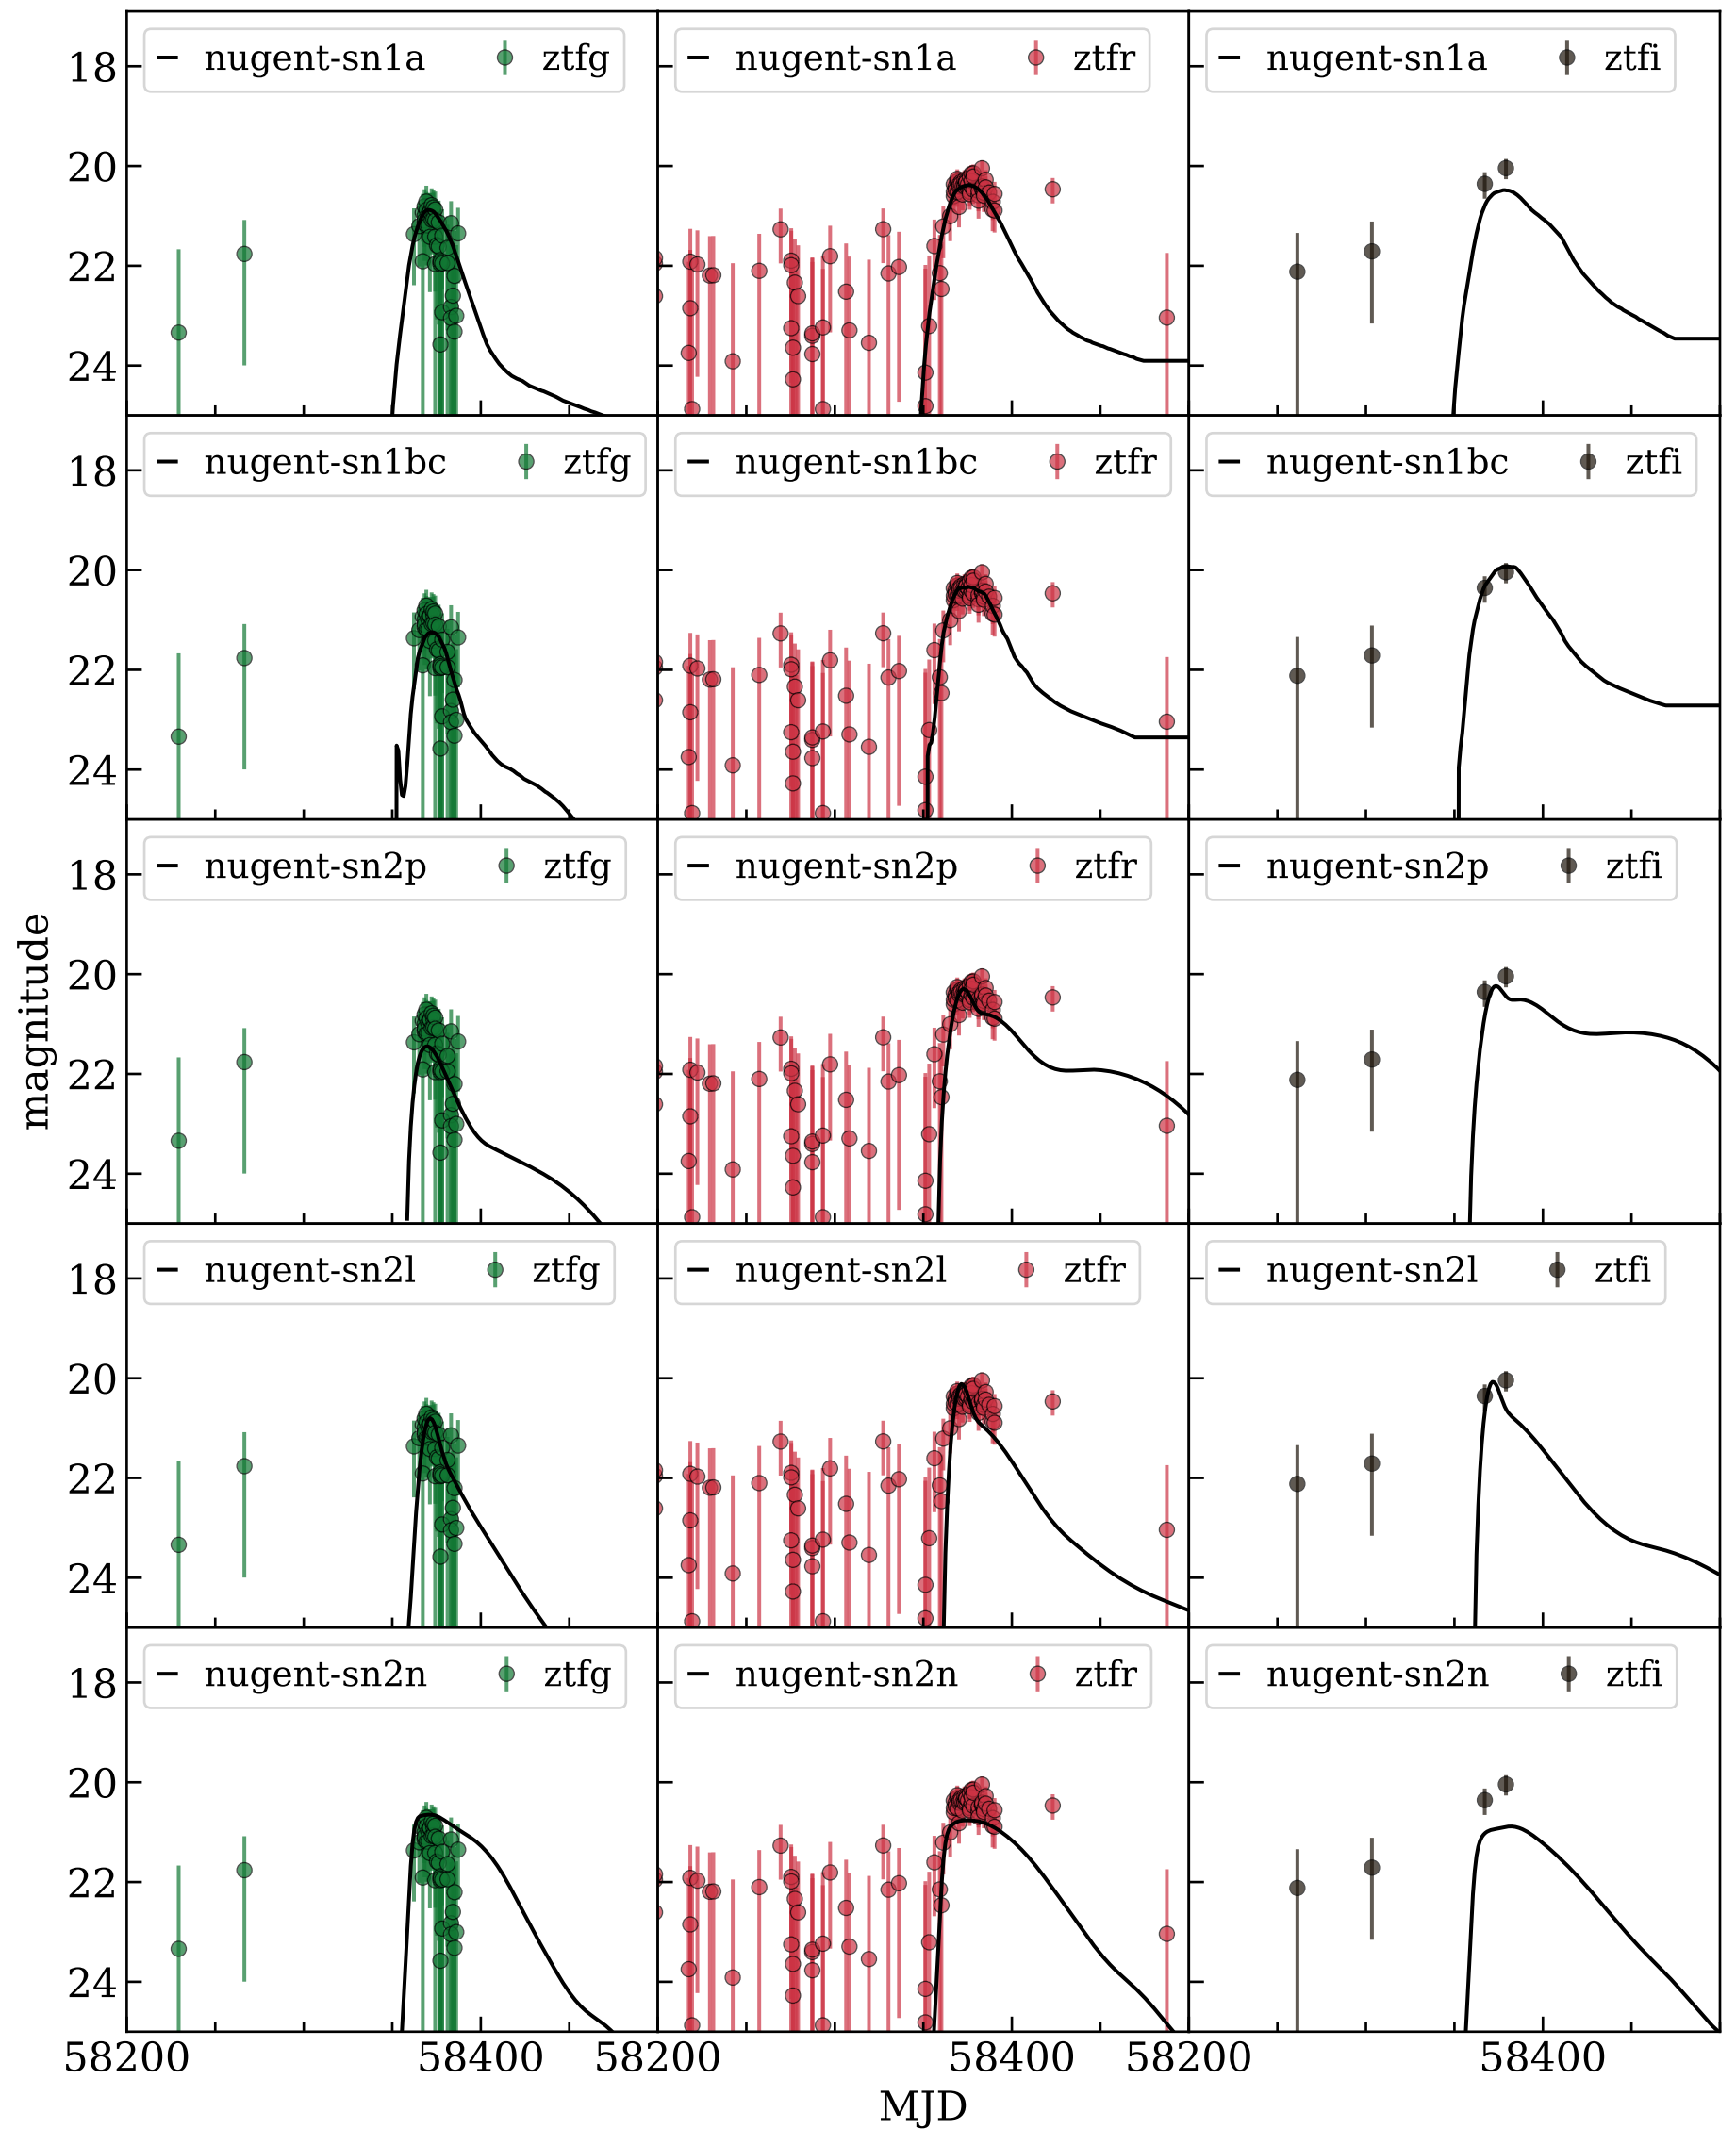 nugent-sn1a ztfg nugent-sn1a ztfr nugent-sn1a ztfi
18
20
22
24
nugent-sn1bc ztfg nugent-sn1bc ztfr nugent-sn1bc ztfi
18
20
22
24
nugent-sn2p ztfg nugent-sn2p ztfr nugent-sn2p ztfi
18
magnitude
20
22
24
nugent-sn2l ztfg nugent-sn2l ztfr nugent-sn2l ztfi
18
20
22
24
nugent-sn2n ztfg nugent-sn2n ztfr nugent-sn2n ztfi
18
20
22
24
58200 58400 58200 58400 58200 58400
MJD